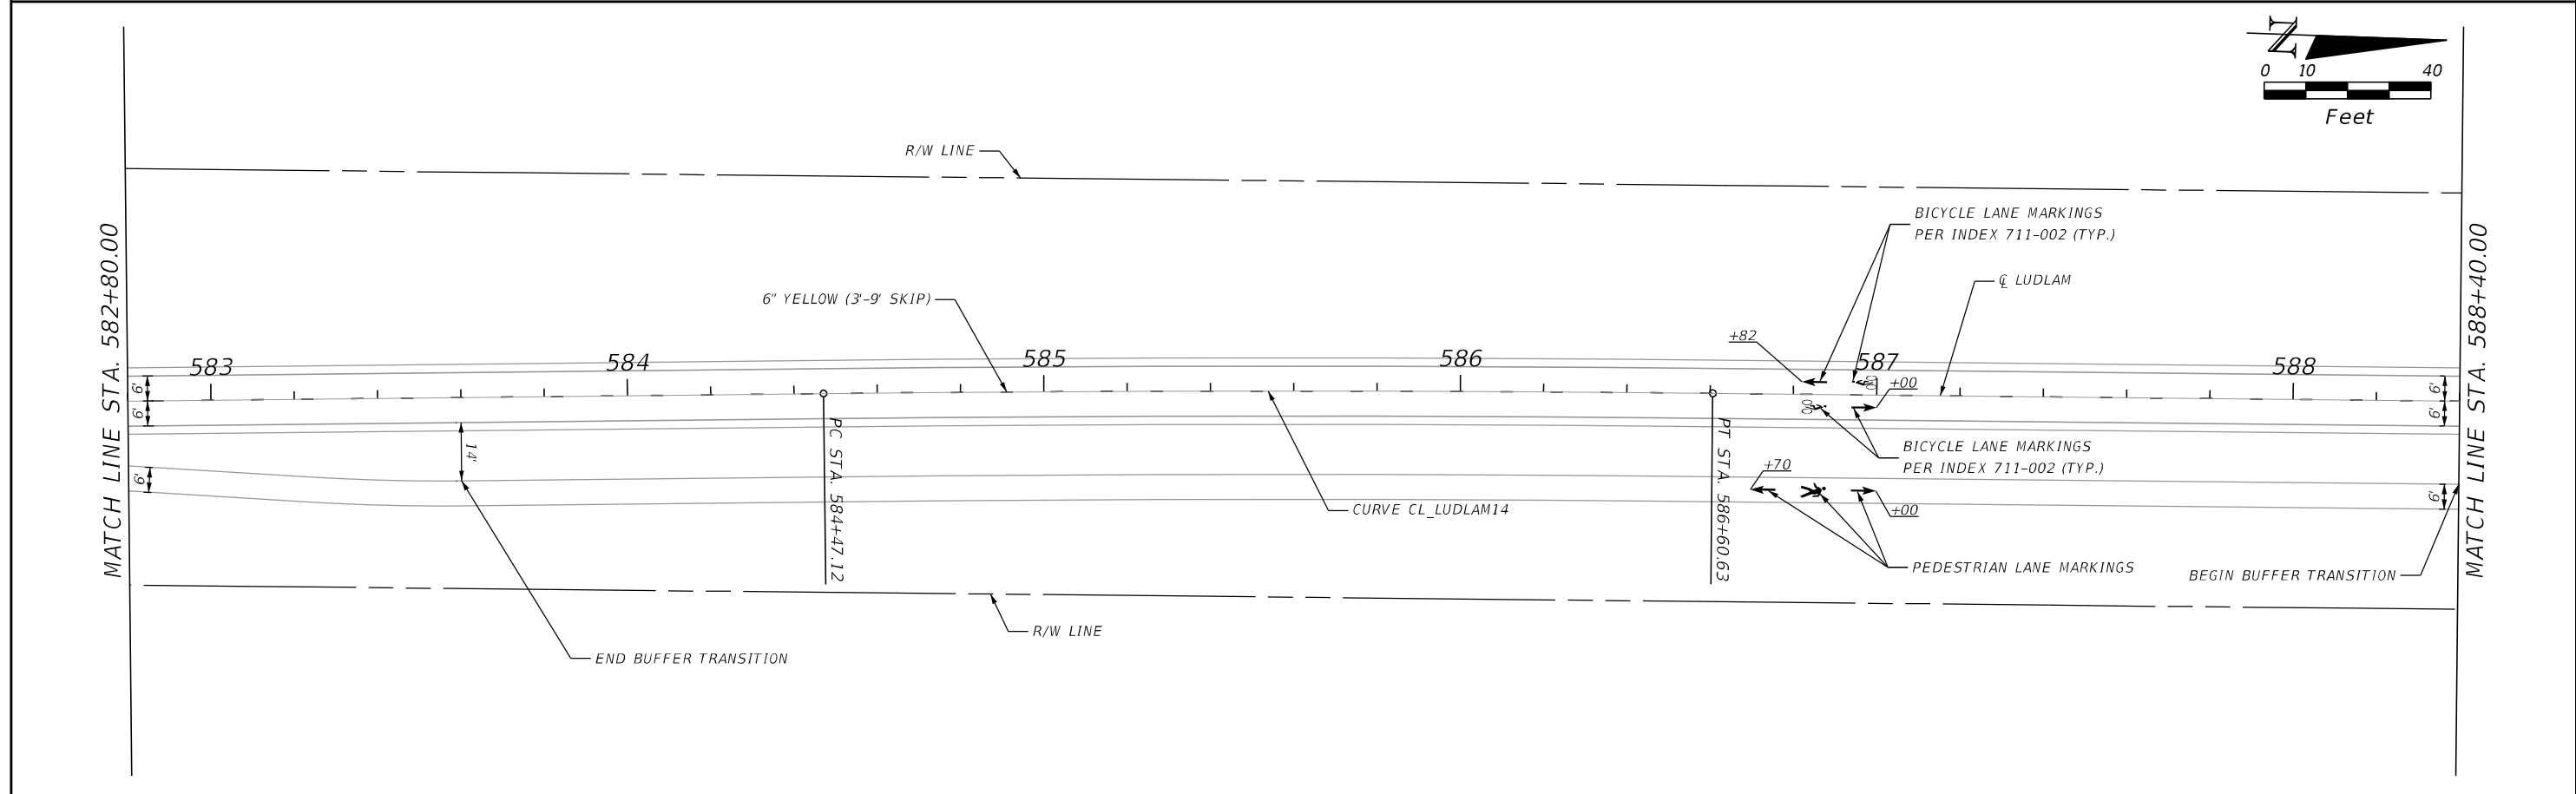 N
0 10 40
Feet
R/W LINE
BICYCLE LANE MARKINGS
PER INDEX 711-002 (TYP.)
℄ LUDLAM
6" YELLOW (3'-9' SKIP)
MATCH LINE STA. 582+80.00
MATCH LINE STA. 588+40.00
+82
583 584 585 586 587 588
+00
6'
6'
6'
6'
14'
6'
6'
PC STA. 584+47.12
PT STA. 586+60.63
BICYCLE LANE MARKINGS
PER INDEX 711-002 (TYP.)
+70
+00
CURVE CL_LUDLAM14
PEDESTRIAN LANE MARKINGS
BEGIN BUFFER TRANSITION
R/W LINE
END BUFFER TRANSITION